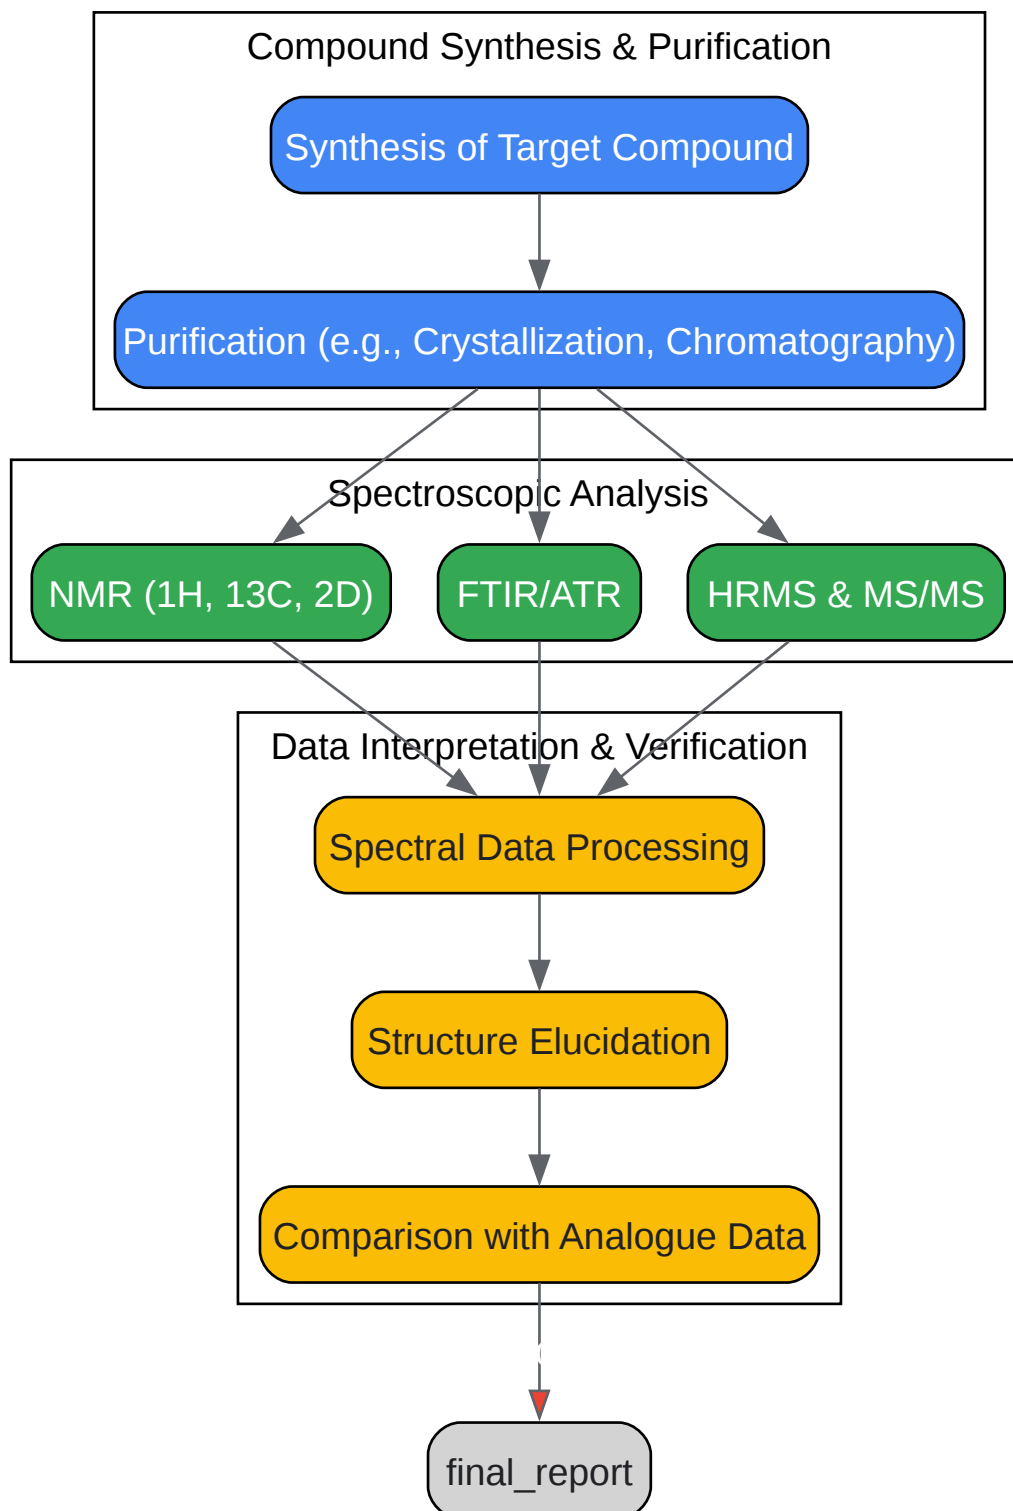 Compound Synthesis & Purification
Synthesis of Target Compound
Purification (e.g., Crystallization, Chromatography)
Spectroscopic Analysis
NMR (1H, 13C, 2D)
FTIR/ATR
HRMS & MS/MS
Data Interpretation & Verification
Spectral Data Processing
Structure Elucidation
Comparison with Analogue Data
final_report